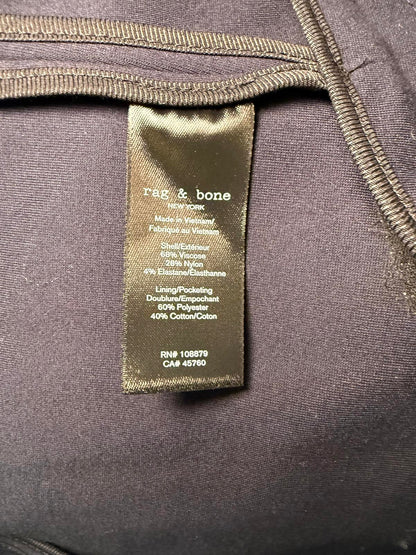 rag & bone
NEW YORK
Made in Vietnam/
Fabriqué au Vietnam
Shell/Extérieur
68% Viscose
28% Nylon
4% Elastane/Élasthanne
Lining/Pocketing
Doublure/Empochant
60% Polyester
40% Cotton/Coton
RN# 108879
CA# 45760